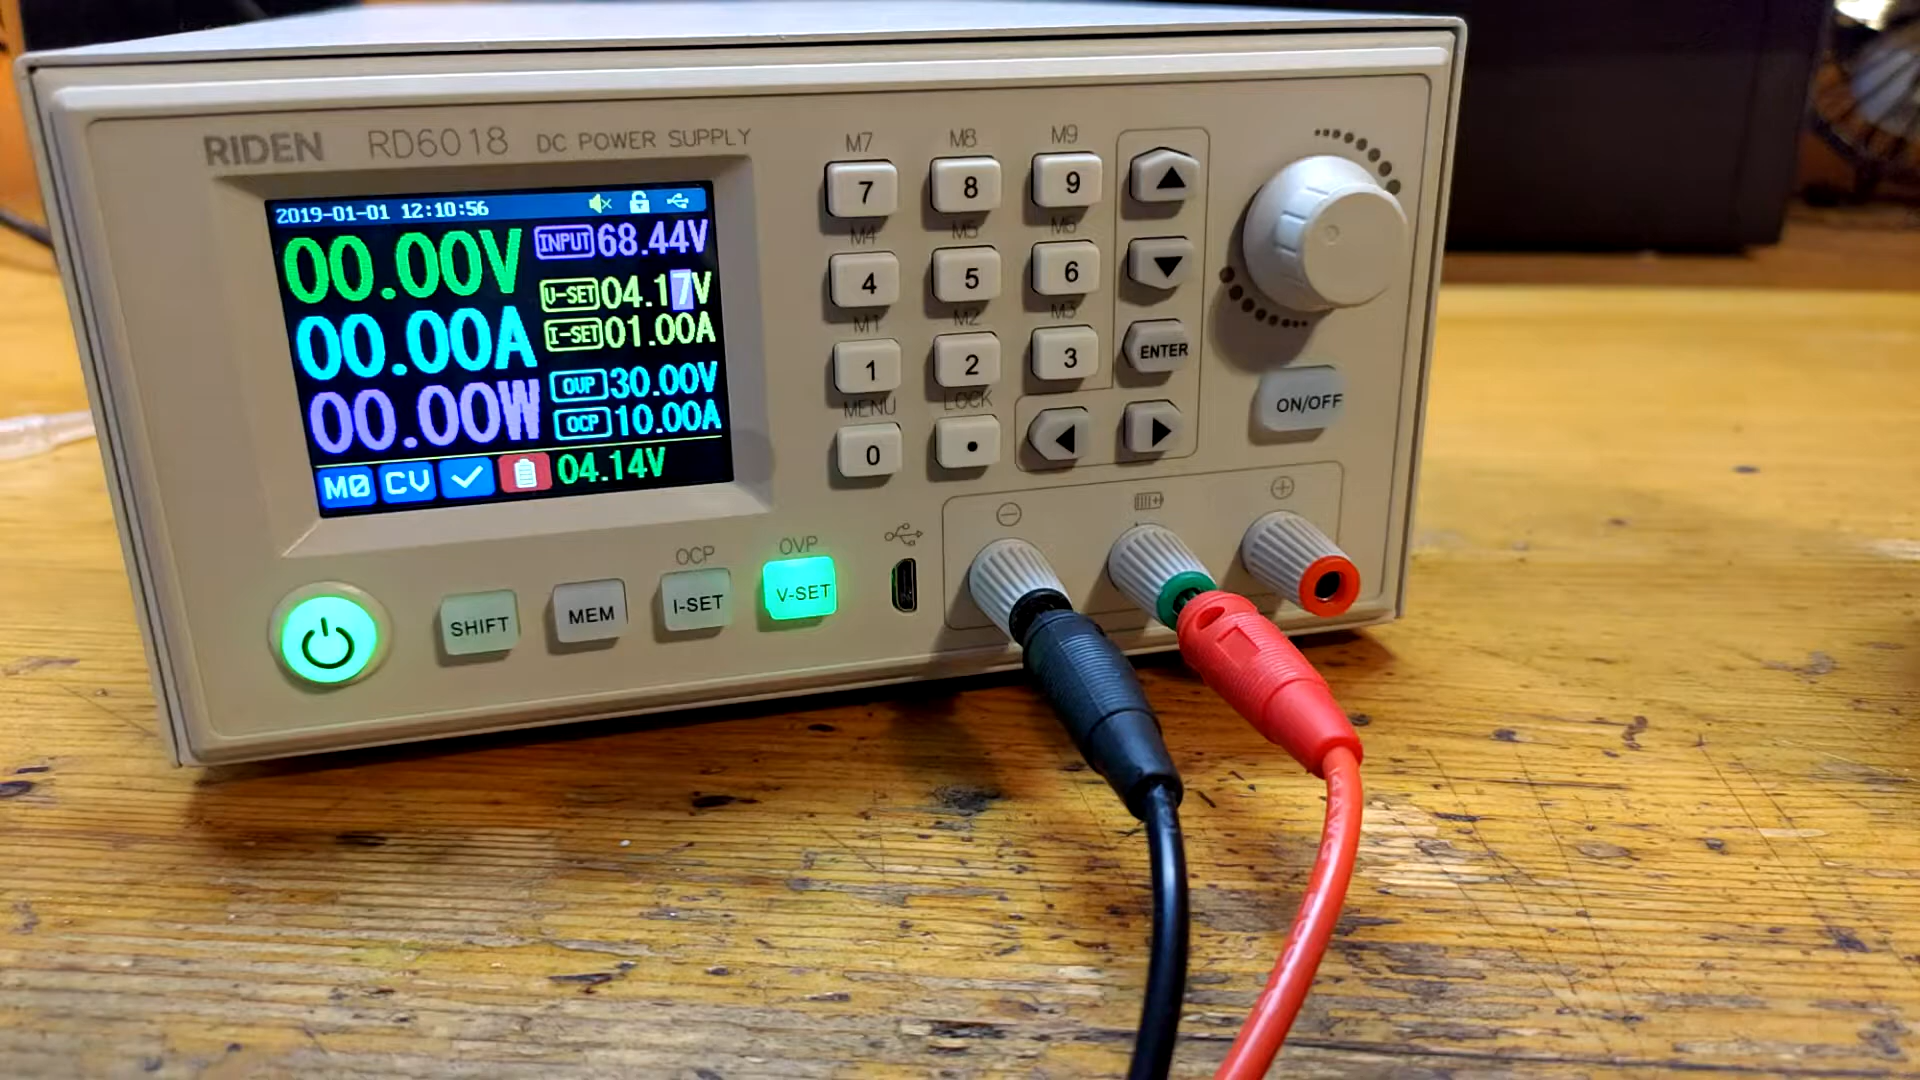 RIDEN RD6018 DC POWER SUPPLY
2019-01-01 12:10:56
00.00V
INPUT 68.44V
V-SET 04.17V
00.00A
I-SET 01.00A
OVP 30.00V
00.00W
OCP 10.00A
M0 CV 04.14V
M7 M8 M9
7 8 9
M4 M5 M6
4 5 6
M1 M2 M3
1 2 3
ENTER
MENU LOCK
0 .
ON/OFF
OCP OVP
SHIFT MEM I-SET V-SET
14AWG